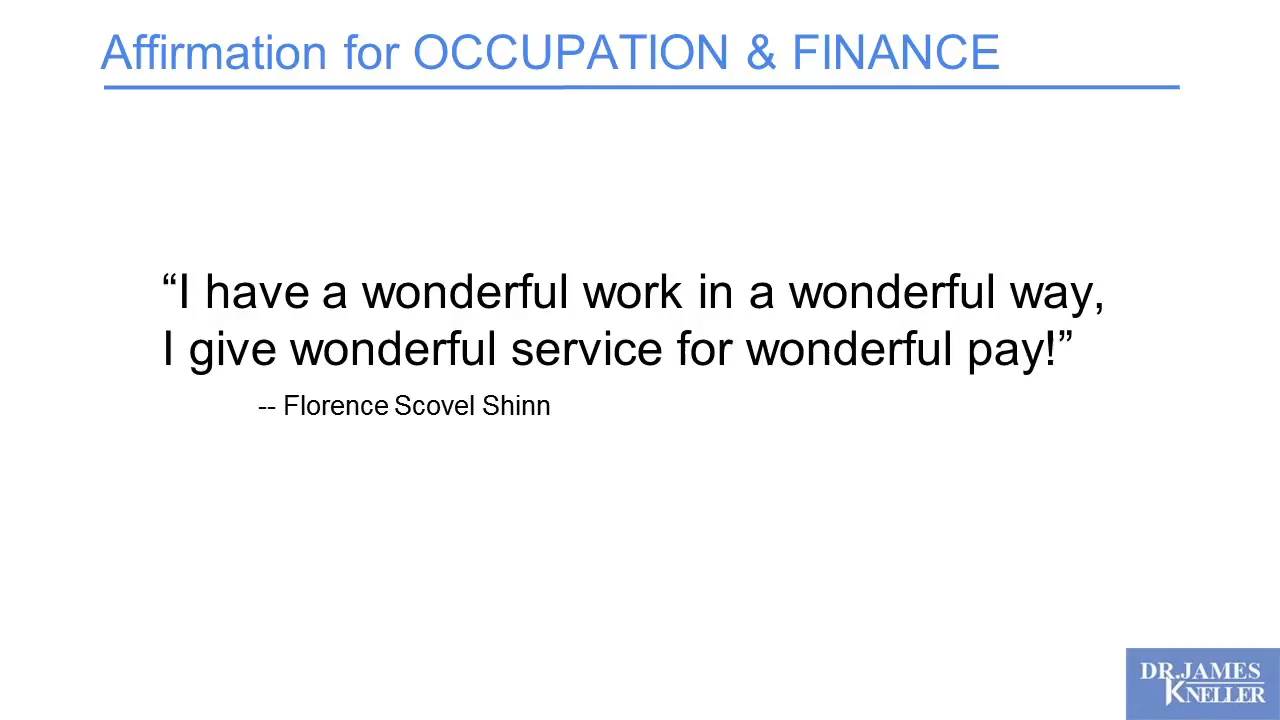 Affirmation for OCCUPATION & FINANCE
“I have a wonderful work in a wonderful way,
I give wonderful service for wonderful pay!”
-- Florence Scovel Shinn
DR.JAMES
KNELLER